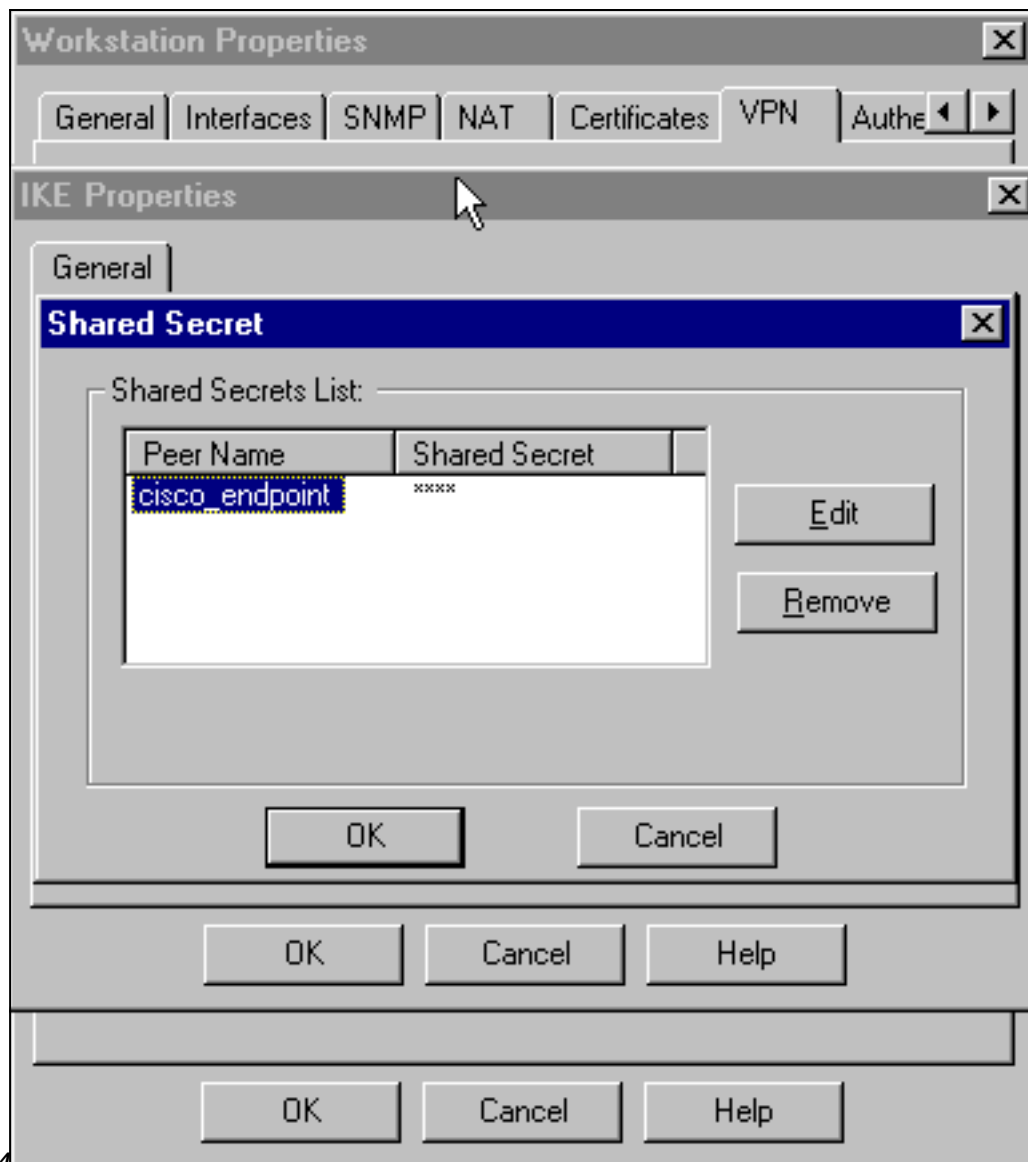 Workstation Properties
General Interfaces SNMP NAT Certificates VPN Authe
IKE Properties
General
Shared Secret
Shared Secrets List:
Peer Name Shared Secret
cisco_endpoint ****
Edit
Remove
OK Cancel
OK Cancel Help
OK Cancel Help